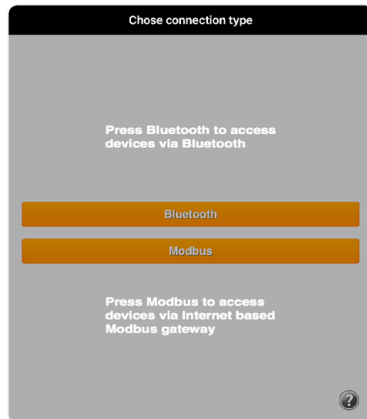 Chose connection type
Press Bluetooth to access
devices via Bluetooth
Bluetooth
Modbus
Press Modbus to access
devices via Internet based
Modbus gateway
?